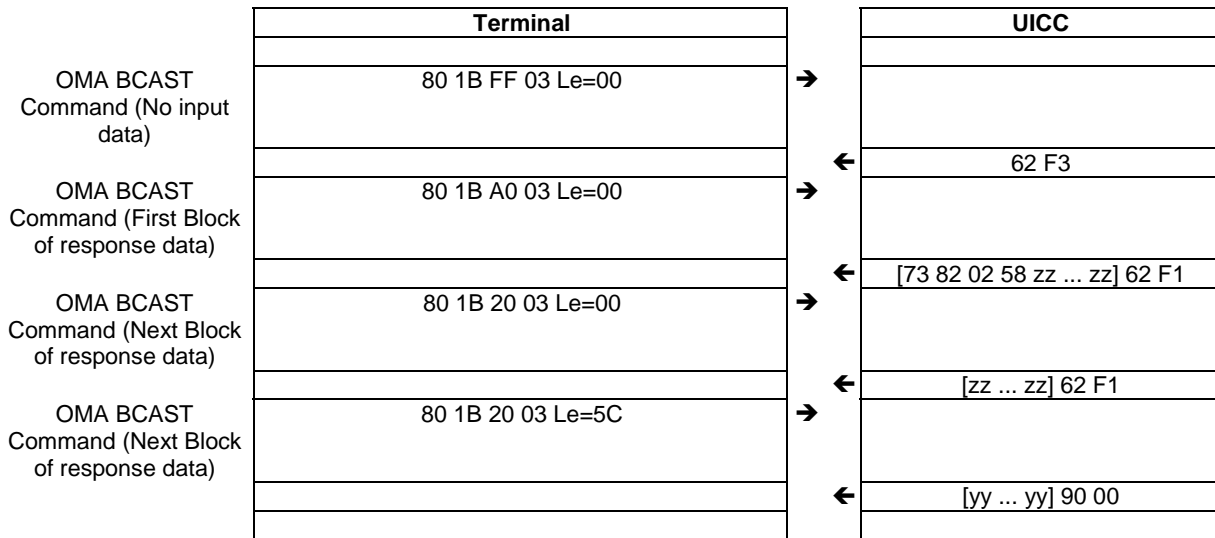 Terminal UICC
OMA BCAST 80 1B FF 03 Le=00 ➔
Command (No input
data)
🡰 62 F3
OMA BCAST 80 1B A0 03 Le=00 ➔
Command (First Block
of response data)
🡰 [73 82 02 58 zz ... zz] 62 F1
OMA BCAST 80 1B 20 03 Le=00 ➔
Command (Next Block
of response data)
🡰 [zz ... zz] 62 F1
OMA BCAST 80 1B 20 03 Le=5C ➔
Command (Next Block
of response data)
🡰 [yy ... yy] 90 00